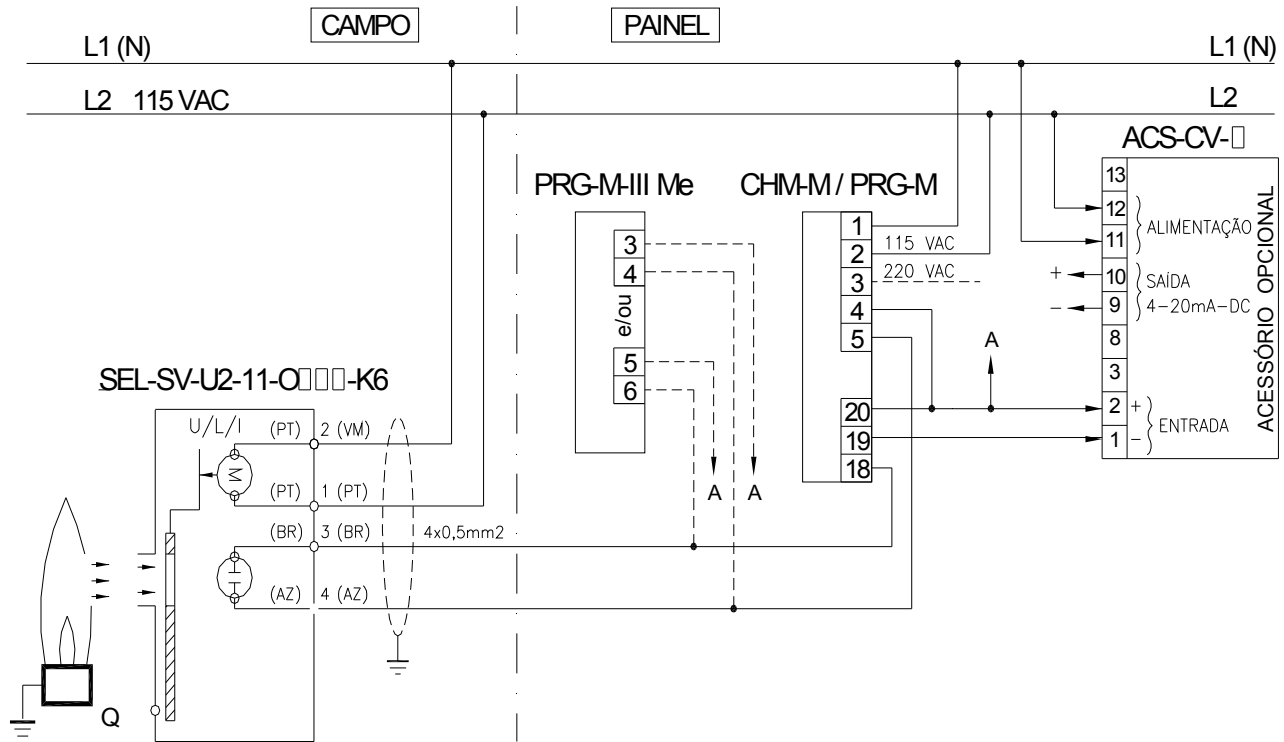 CAMPO
PAINEL
L1 (N)
L1 (N)
L2 115 VAC
L2
ACS-CV-□
PRG-M-III Me
CHM-M / PRG-M
13
12
11
10
9
8
3
2
1
ALIMENTAÇÃO
+
SAÍDA
-
4-20mA-DC
+
ENTRADA
-
ACESSÓRIO OPCIONAL
3
4
e/ou
5
6
1
2
3
4
5
20
19
18
115 VAC
220 VAC
A
A
A
SEL-SV-U2-11-O□□□-K6
U/L/I
M
(PT) 2 (VM)
(PT) 1 (PT)
(BR) 3 (BR)
4x0,5mm2
(AZ) 4 (AZ)
Q